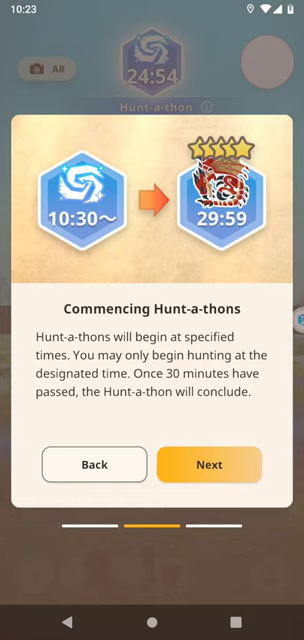 10:23
AR
24:54
Hunt-a-thon
10:30～
29:59
Commencing Hunt-a-thons
Hunt-a-thons will begin at specified
times. You may only begin hunting at the
designated time. Once 30 minutes have
passed, the Hunt-a-thon will conclude.
Back
Next